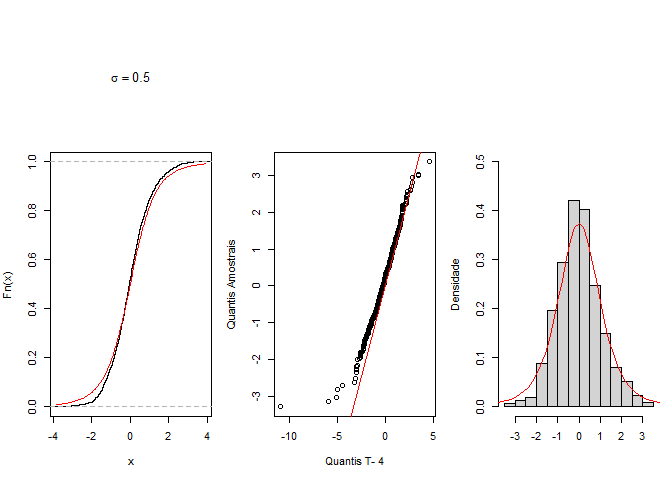 σ = 0.5
Fn(x)
0.0 0.2 0.4 0.6 0.8 1.0
-4 -2 0 2 4
x
Quantis Amostrais
-3 -2 -1 0 1 2 3
-10 -5 0 5
Quantis T- 4
Densidade
0.0 0.1 0.2 0.3 0.4 0.5
-3 -2 -1 0 1 2 3